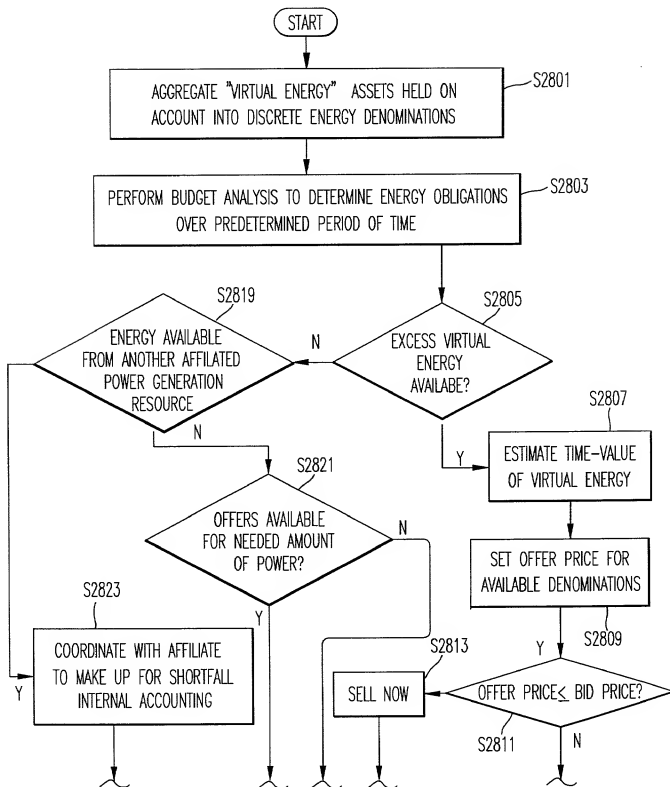 START
AGGREGATE "VIRTUAL ENERGY" ASSETS HELD ON
ACCOUNT INTO DISCRETE ENERGY DENOMINATIONS
S2801
PERFORM BUDGET ANALYSIS TO DETERMINE ENERGY OBLIGATIONS
OVER PREDETERMINED PERIOD OF TIME
S2803
S2819
ENERGY AVAILABLE
FROM ANOTHER AFFILATED
POWER GENERATION
RESOURCE
N
S2805
EXCESS VIRTUAL
ENERGY
AVAILABE?
N
Y
S2807
ESTIMATE TIME-VALUE
OF VIRTUAL ENERGY
S2821
OFFERS AVAILABLE
FOR NEEDED AMOUNT
OF POWER?
N
Y
SET OFFER PRICE FOR
AVAILABLE DENOMINATIONS
S2809
S2823
COORDINATE WITH AFFILIATE
TO MAKE UP FOR SHORTFALL
INTERNAL ACCOUNTING
Y
S2813
SELL NOW
Y
OFFER PRICE≤ BID PRICE?
S2811
N